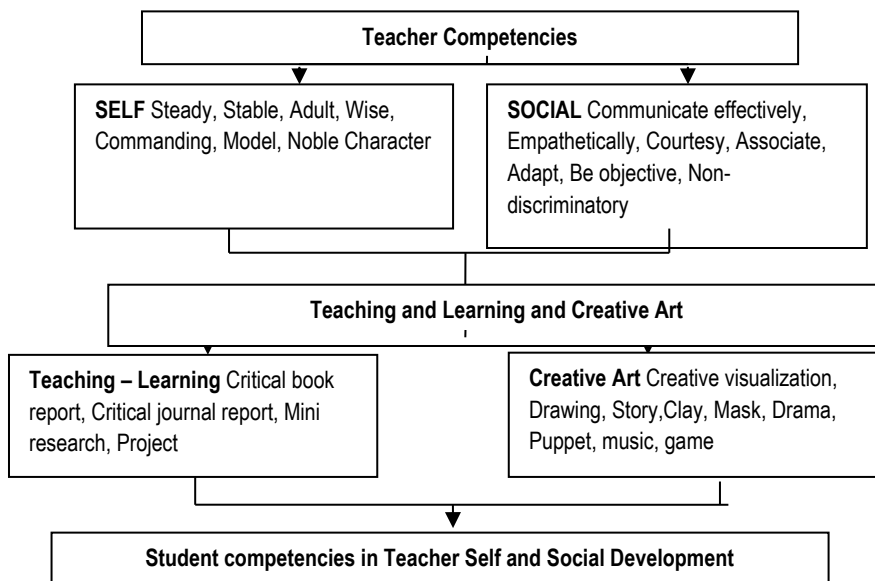 Teacher Competencies
SELF Steady, Stable, Adult, Wise,
Commanding, Model, Noble Character
SOCIAL Communicate effectively,
Empathetically, Courtesy, Associate,
Adapt, Be objective, Non-
discriminatory
Teaching and Learning and Creative Art
Teaching – Learning Critical book
report, Critical journal report, Mini
research, Project
Creative Art Creative visualization,
Drawing, Story,Clay, Mask, Drama,
Puppet, music, game
Student competencies in Teacher Self and Social Development